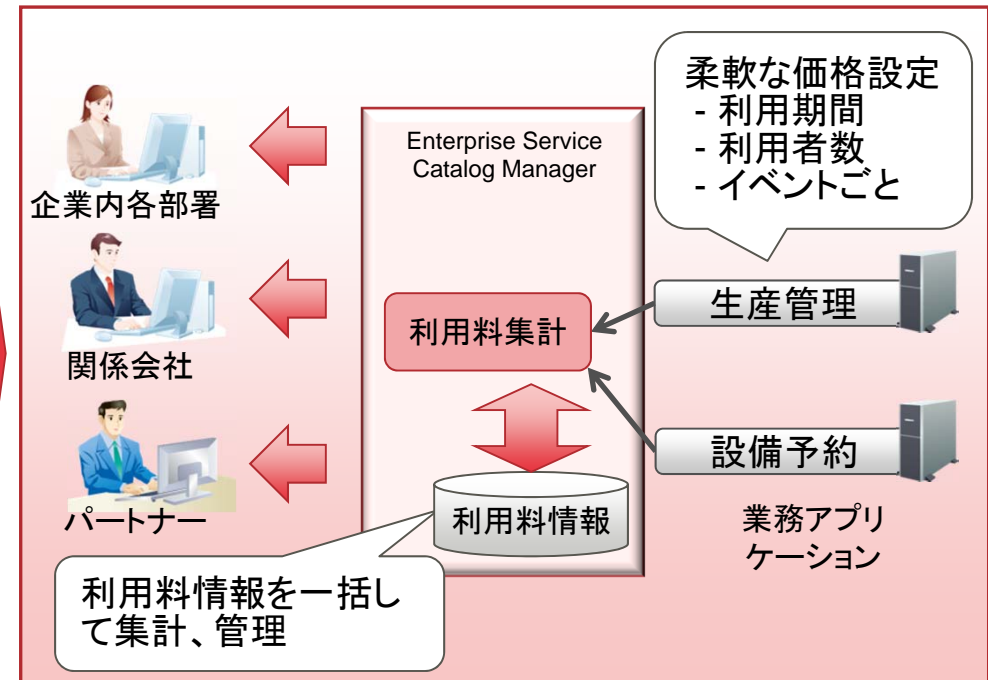 柔軟な価格設定
- 利用期間
- 利用者数
- イベントごと
Enterprise Service
Catalog Manager
企業内各部署
関係会社
パートナー
利用料集計
利用料情報
生産管理
設備予約
業務アプリ
ケーション
利用料情報を一括し
て集計、管理